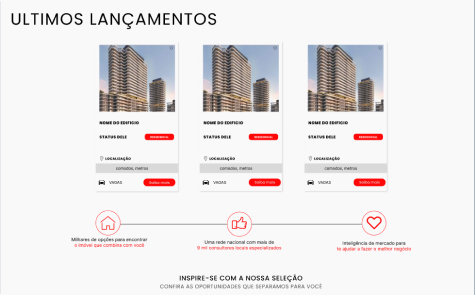 ULTIMOS LANÇAMENTOS
NOME DO EDIFICIO
STATUS DELE RESIDENCIAL
LOCALIZAÇÃO
comodos, metros
VAGAS Saiba mais
NOME DO EDIFICIO
STATUS DELE RESIDENCIAL
LOCALIZAÇÃO
comodos, metros
VAGAS Saiba mais
NOME DO EDIFICIO
STATUS DELE RESIDENCIAL
LOCALIZAÇÃO
comodos, metros
VAGAS Saiba mais
Milhares de opções para encontrar
o imóvel que combina com você
Uma rede nacional com mais de
9 mil consultores locais especializados
Inteligência de mercado para
te ajudar a fazer o melhor negócio
INSPIRE-SE COM A NOSSA SELEÇÃO
CONFIRA AS OPORTUNIDADES QUE SEPARAMOS PARA VOCÊ